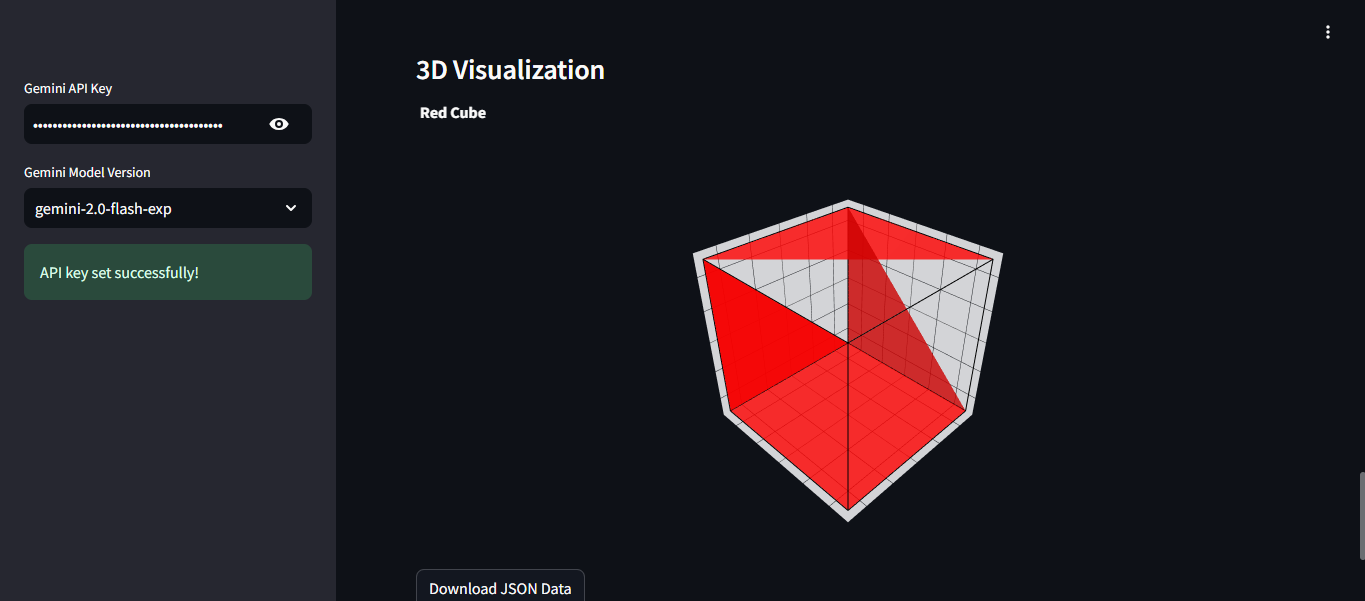 Gemini API Key
Gemini Model Version
gemini-2.0-flash-exp
API key set successfully!
3D Visualization
Red Cube
Download JSON Data